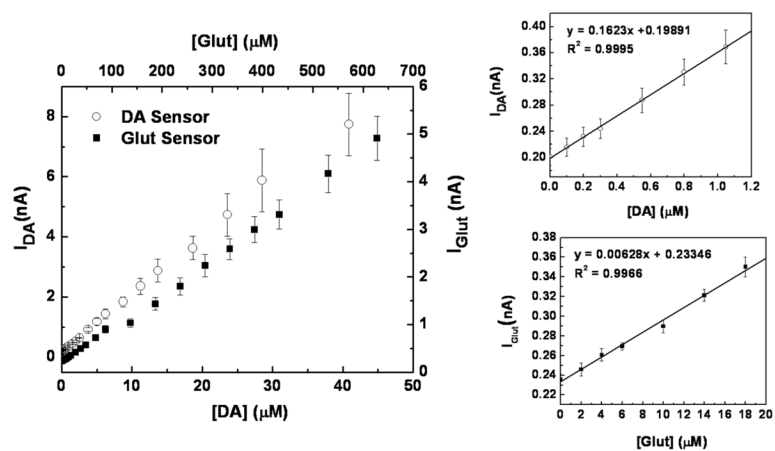 [Glut] (μM)
0 100 200 300 400 500 600 700
DA Sensor
Glut Sensor
I_DA(nA)
8
6
4
2
0
I_Glut(nA)
6
5
4
3
2
1
0
0 10 20 30 40 50
[DA] (μM)
y = 0.1623x +0.19891
R² = 0.9995
I_DA(nA)
0.40
0.36
0.32
0.28
0.24
0.20
0.0 0.2 0.4 0.6 0.8 1.0 1.2
[DA] (μM)
y = 0.00628x + 0.23346
R² = 0.9966
I_Glut(nA)
0.38
0.36
0.34
0.32
0.30
0.28
0.26
0.24
0.22
0 2 4 6 8 10 12 14 16 18 20
[Glut] (μM)